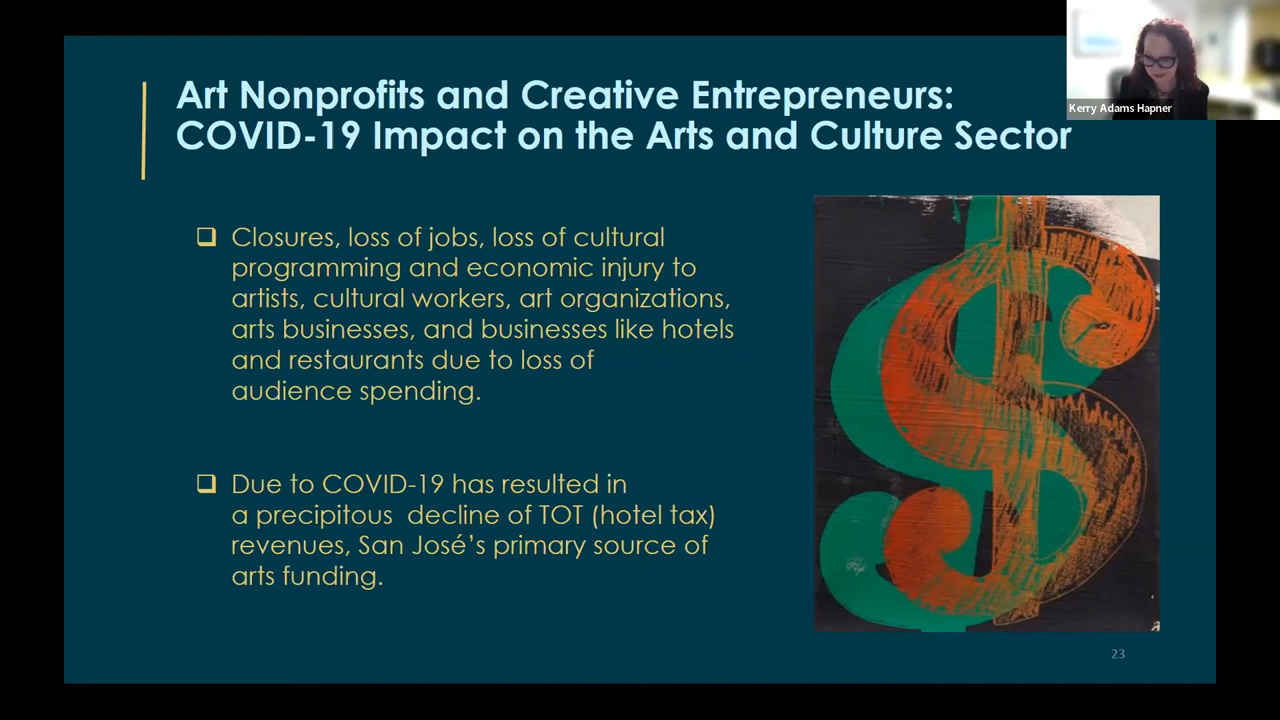 Art Nonprofits and Creative Entrepreneurs:
COVID-19 Impact on the Arts and Culture Sector
Kerry Adams Hapner
Closures, loss of jobs, loss of cultural
programming and economic injury to
artists, cultural workers, art organizations,
arts businesses, and businesses like hotels
and restaurants due to loss of
audience spending.
Due to COVID-19 has resulted in
a precipitous decline of TOT (hotel tax)
revenues, San José’s primary source of
arts funding.
23